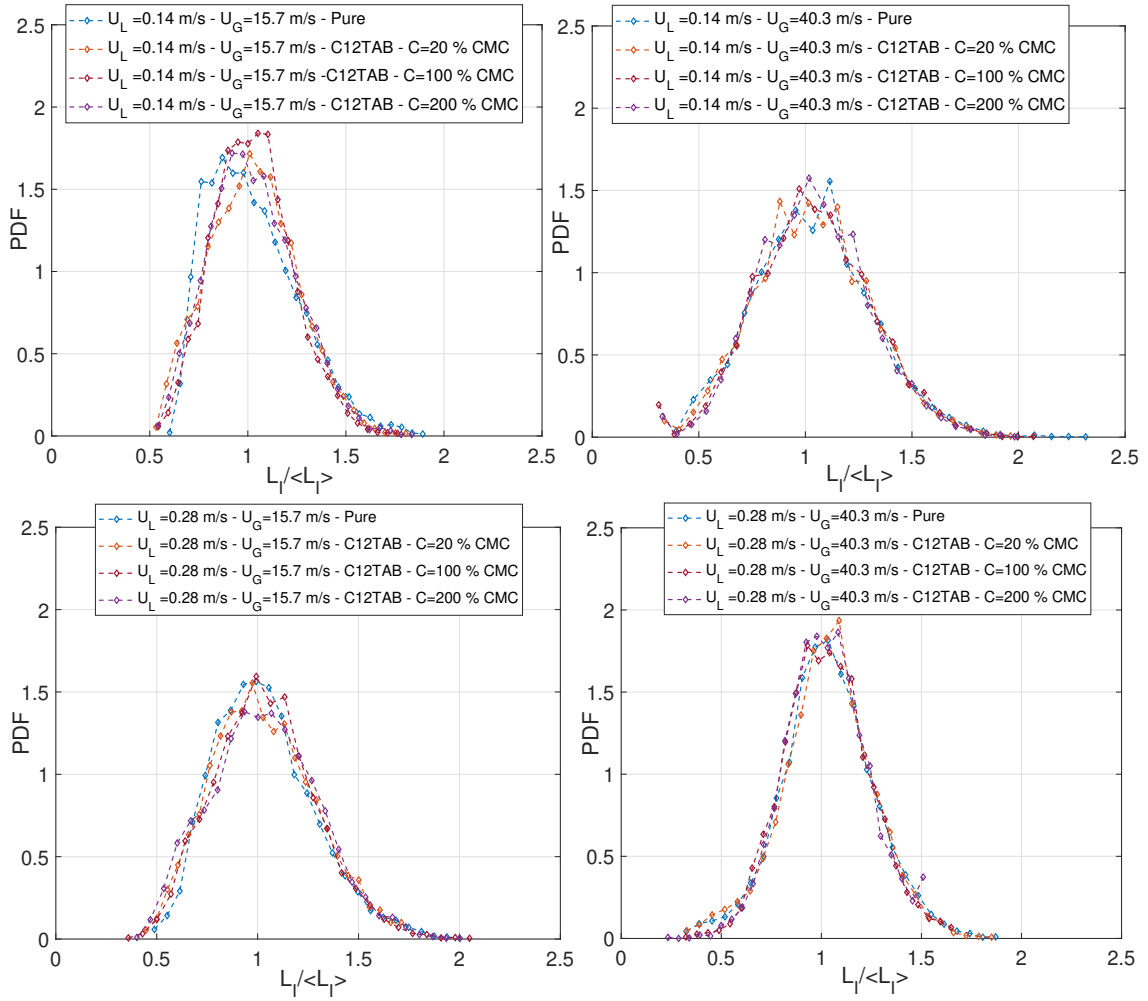 U_L =0.14 m/s - U_G=15.7 m/s - Pure
U_L =0.14 m/s - U_G=15.7 m/s - C12TAB - C=20 % CMC
U_L =0.14 m/s - U_G=15.7 m/s -C12TAB - C=100 % CMC
U_L =0.14 m/s - U_G=15.7 m/s - C12TAB - C=200 % CMC
2.5
2
1.5
1
0.5
0
PDF
0 0.5 1 1.5 2 2.5
L_I/<L_I>
U_L =0.14 m/s - U_G=40.3 m/s - Pure
U_L =0.14 m/s - U_G=40.3 m/s - C12TAB - C=20 % CMC
U_L =0.14 m/s - U_G=40.3 m/s - C12TAB - C=100 % CMC
U_L =0.14 m/s - U_G=40.3 m/s - C12TAB - C=200 % CMC
2.5
2
1.5
1
0.5
0
PDF
0 0.5 1 1.5 2 2.5
L_I/<L_I>
U_L =0.28 m/s - U_G=15.7 m/s - Pure
U_L =0.28 m/s - U_G=15.7 m/s - C12TAB - C=20 % CMC
U_L =0.28 m/s - U_G=15.7 m/s - C12TAB - C=100 % CMC
U_L =0.28 m/s - U_G=15.7 m/s - C12TAB - C=200 % CMC
2.5
2
1.5
1
0.5
0
PDF
0 0.5 1 1.5 2 2.5
L_I/<L_I>
U_L =0.28 m/s - U_G=40.3 m/s - Pure
U_L =0.28 m/s - U_G=40.3 m/s - C12TAB - C=20 % CMC
U_L =0.28 m/s - U_G=40.3 m/s - C12TAB - C=100 % CMC
U_L =0.28 m/s - U_G=40.3 m/s - C12TAB - C=200 % CMC
2.5
2
1.5
1
0.5
0
PDF
0 0.5 1 1.5 2 2.5
L_I/<L_I>